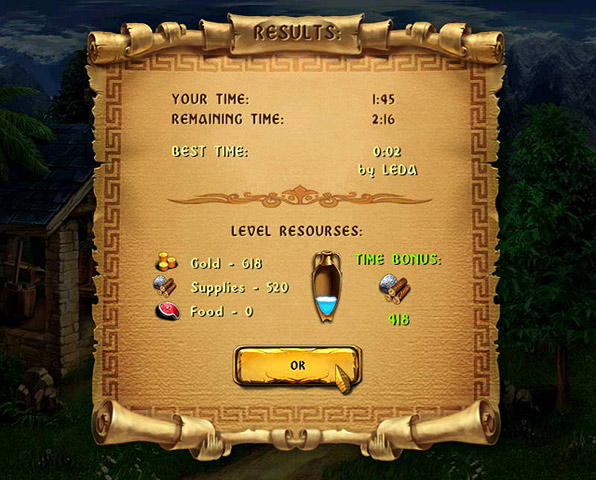 RESULTS:
YOUR TIME: 1:45
REMAINING TIME: 2:16
BEST TIME: 0:02
by LEDA
LEVEL RESOURSES:
Gold - 618
Supplies - 520
Food - 0
TIME BONUS:
418
OR